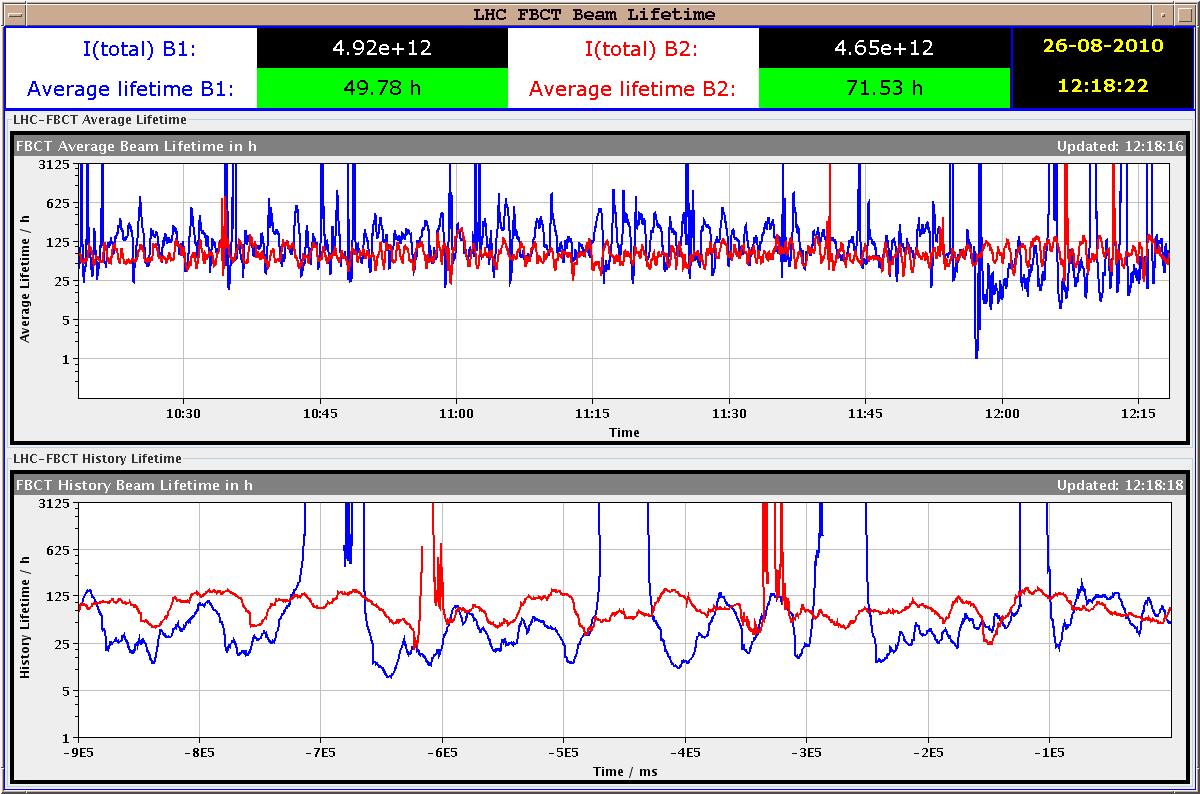 LHC FBCT Beam Lifetime
I(total) B1: 4.92e+12 I(total) B2: 4.65e+12 26-08-2010
Average lifetime B1: 49.78 h Average lifetime B2: 71.53 h 12:18:22
LHC-FBCT Average Lifetime
FBCT Average Beam Lifetime in h Updated: 12:18:16
Average Lifetime / h
3125
625
125
25
5
1
10:30 10:45 11:00 11:15 11:30 11:45 12:00 12:15
Time
LHC-FBCT History Lifetime
FBCT History Beam Lifetime in h Updated: 12:18:18
History Lifetime / h
3125
625
125
25
5
1
-9E5 -8E5 -7E5 -6E5 -5E5 -4E5 -3E5 -2E5 -1E5
Time / ms